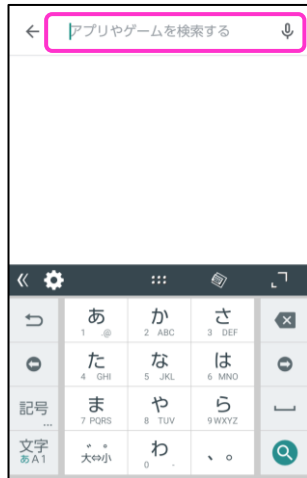 アプリやゲームを検索する
あ か さ
1 .@ 2 ABC 3 DEF
た な は
4 GHI 5 JKL 6 MNO
記号 ま や ら
... 7 PQRS 8 TUV 9 WXYZ
文字 ゛゜ わ 、。
あA1 大⇔小 0